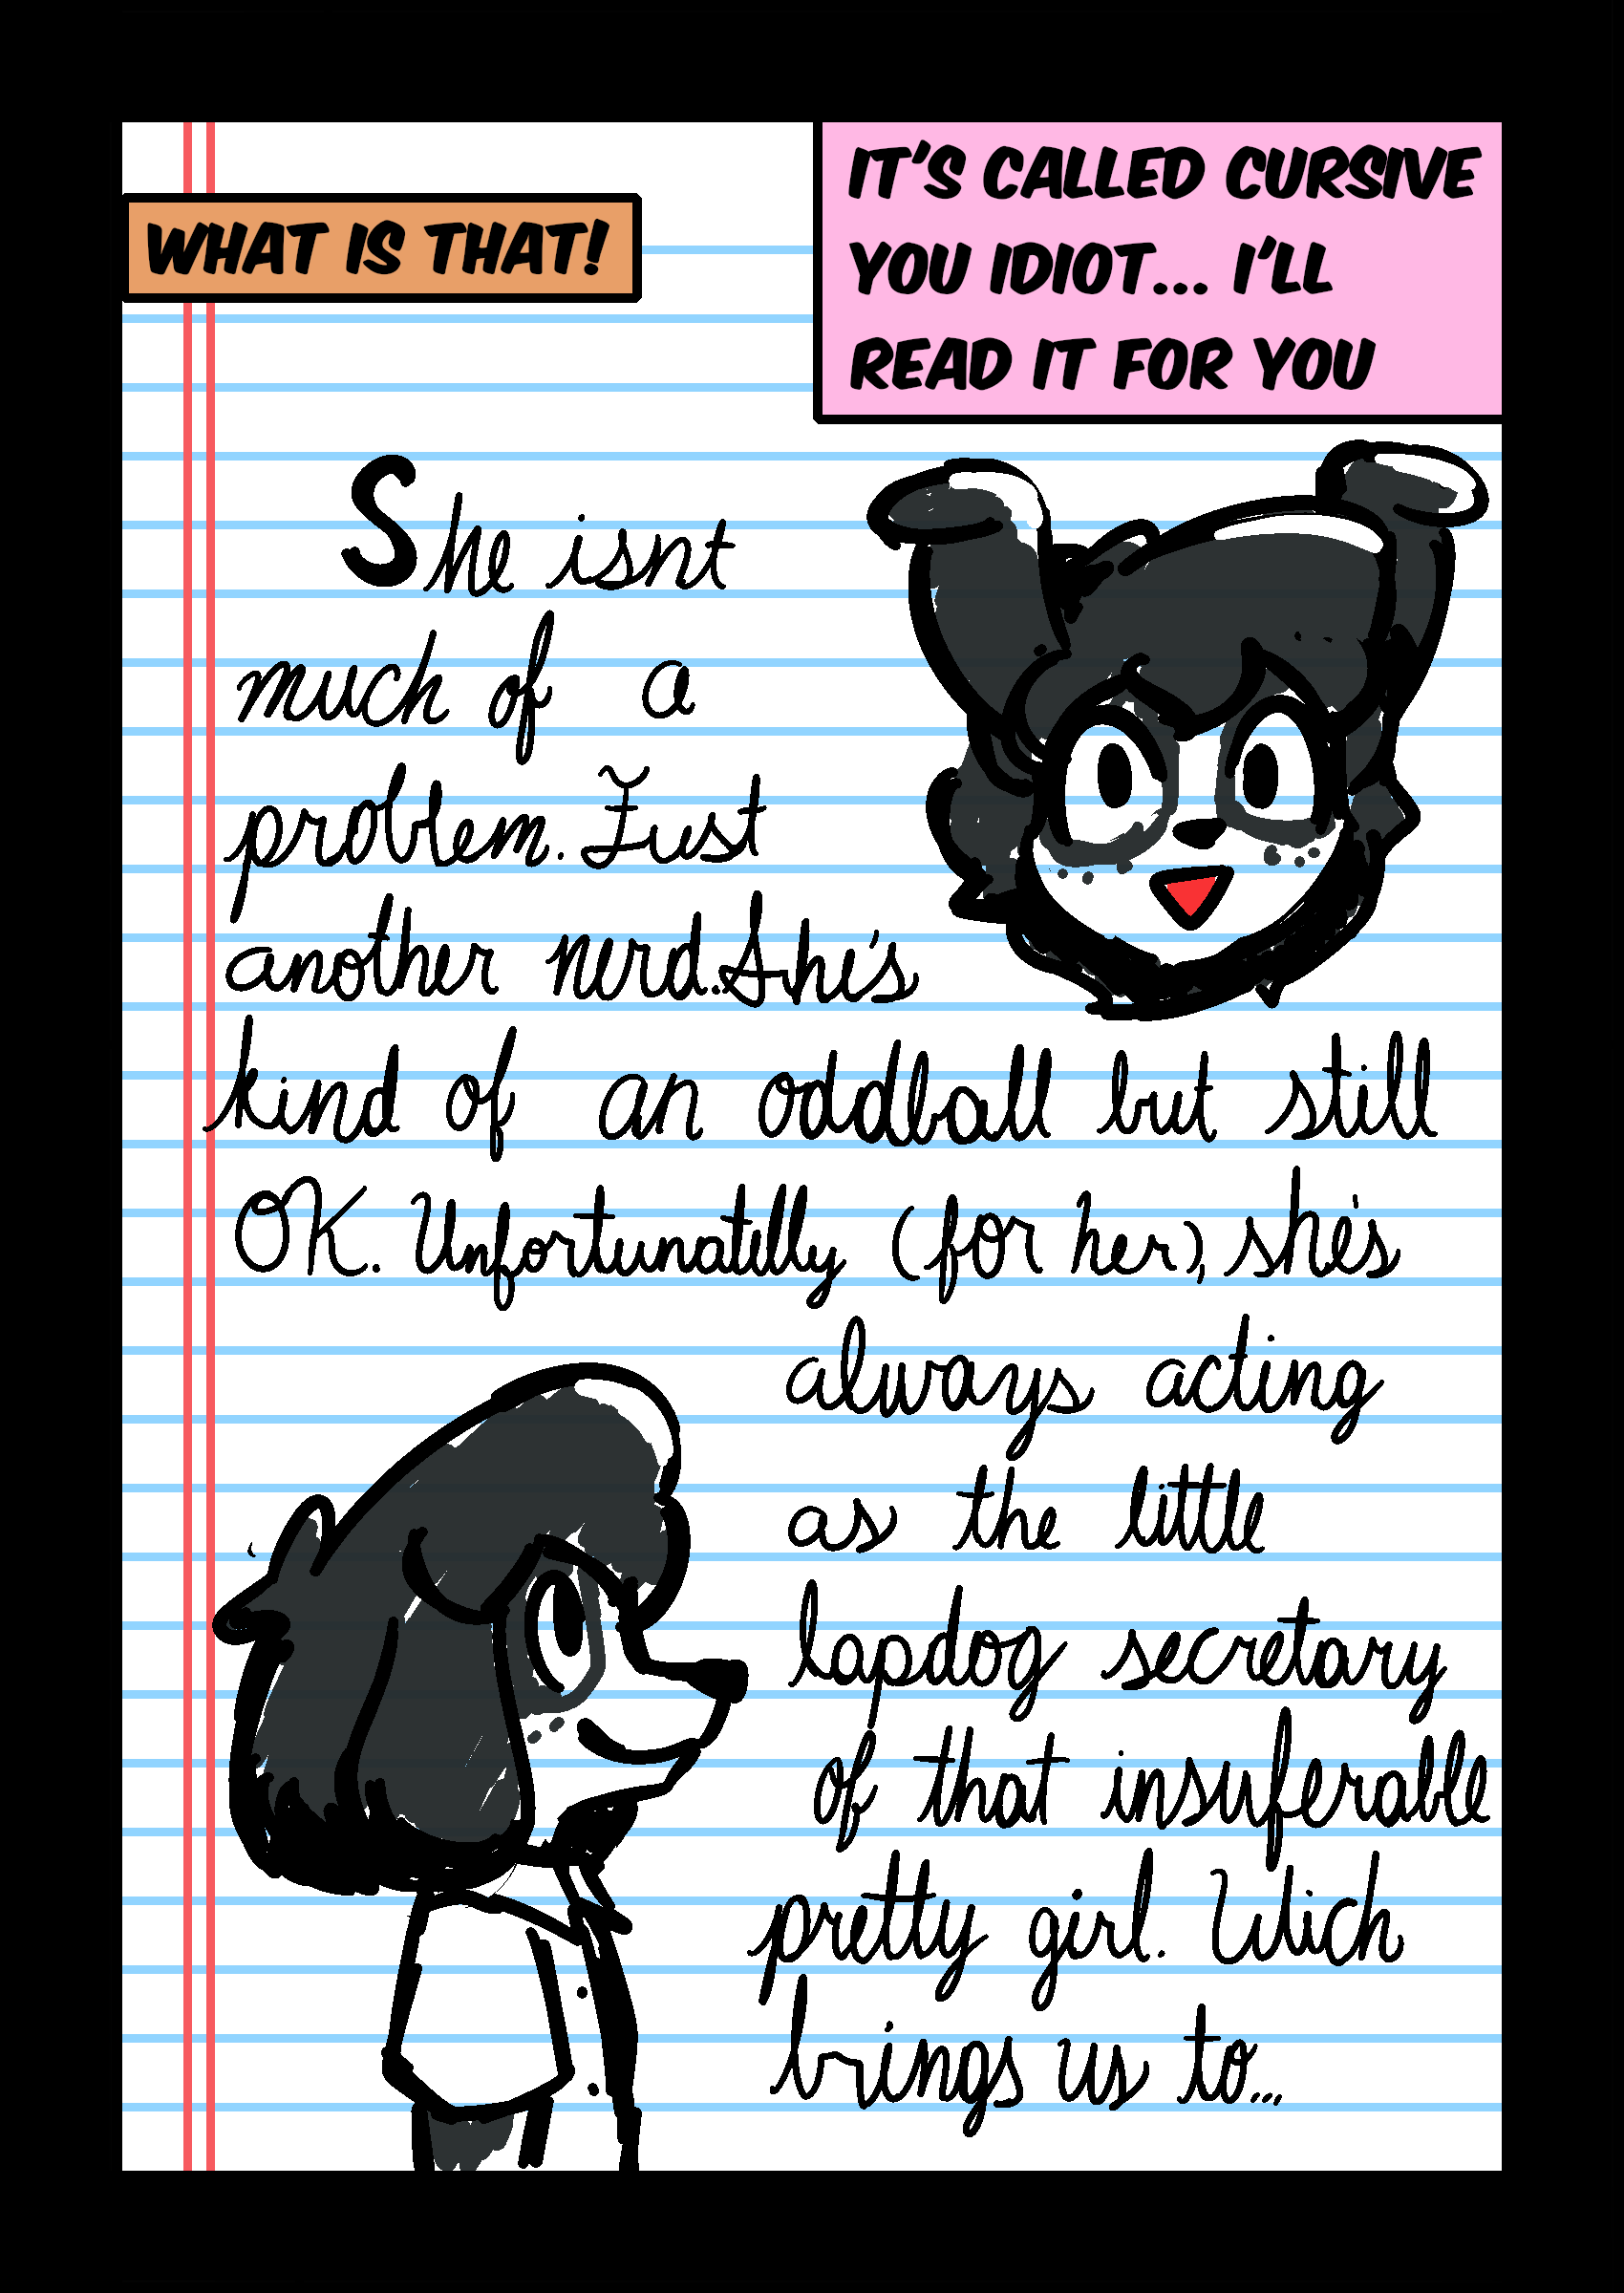 WHAT IS THAT!
IT'S CALLED CURSIVE
YOU IDIOT... I'LL
READ IT FOR YOU
She isnt
much of a
problem. Just
another nerd. She's
kind of an oddball but still
OK. Unfortunatelly (for her), she's
always acting
as the little
lapdog secretary
of that insuferable
pretty girl. Wich
brings us to...